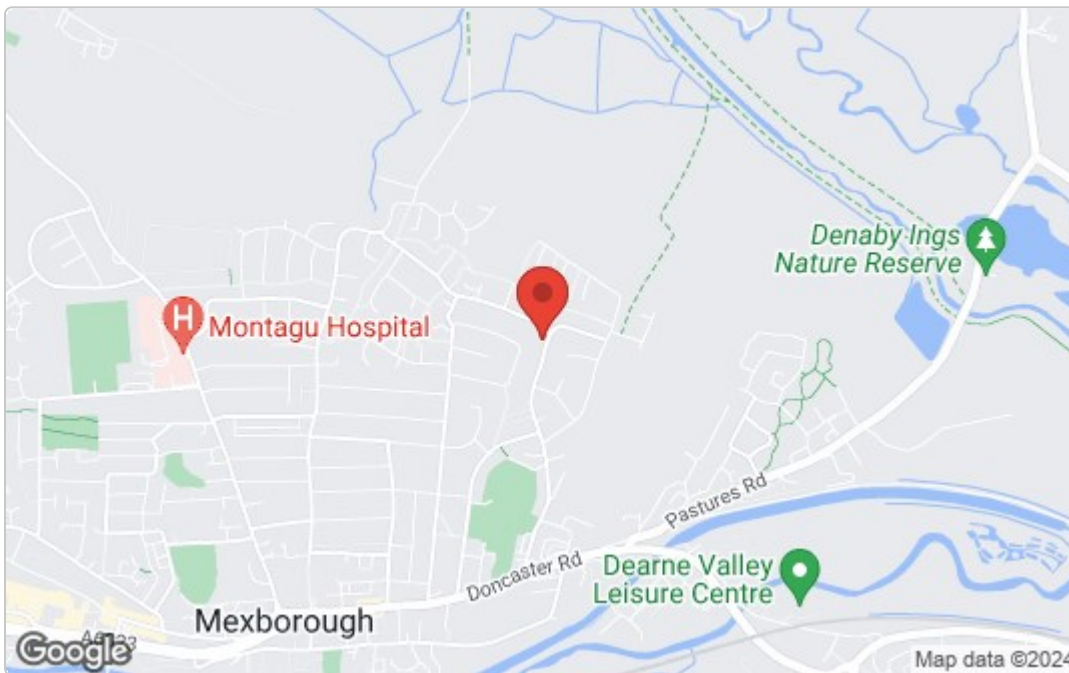 Denaby Ings
Nature Reserve
H
Montagu Hospital
Pastures Rd
Doncaster Rd
Dearne Valley
Leisure Centre
Mexborough
Google
Map data ©2024